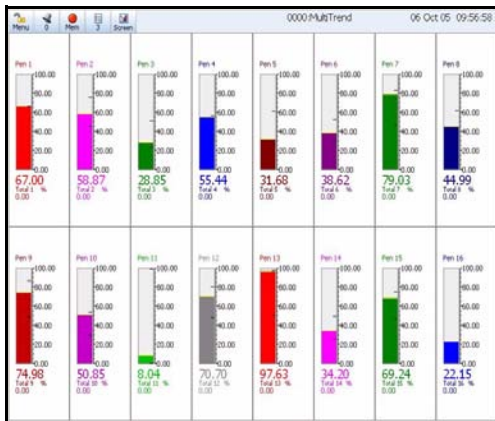 0000:MultiTrend 06 Oct 05 09:56:58
Menu 0 Mem 3 Screen
Pen 1 Pen 2 Pen 3 Pen 4 Pen 5 Pen 6 Pen 7 Pen 8
100.00 100.00 100.00 100.00 100.00 100.00 100.00 100.00
80.00 80.00 80.00 80.00 80.00 80.00 80.00 80.00
60.00 60.00 60.00 60.00 60.00 60.00 60.00 60.00
40.00 40.00 40.00 40.00 40.00 40.00 40.00 40.00
20.00 20.00 20.00 20.00 20.00 20.00 20.00 20.00
0.00 0.00 0.00 0.00 0.00 0.00 0.00 0.00
67.00 58.87 28.85 55.44 31.68 38.62 79.03 44.99
Total 1 % Total 2 % Total 3 % Total 4 % Total 5 % Total 6 % Total 7 % Total 8 %
0.00 0.00 0.00 0.00 0.00 0.00 0.00 0.00
Pen 9 Pen 10 Pen 11 Pen 12 Pen 13 Pen 14 Pen 15 Pen 16
100.00 100.00 100.00 100.00 100.00 100.00 100.00 100.00
80.00 80.00 80.00 80.00 80.00 80.00 80.00 80.00
60.00 60.00 60.00 60.00 60.00 60.00 60.00 60.00
40.00 40.00 40.00 40.00 40.00 40.00 40.00 40.00
20.00 20.00 20.00 20.00 20.00 20.00 20.00 20.00
0.00 0.00 0.00 0.00 0.00 0.00 0.00 0.00
74.98 50.85 8.04 70.70 97.63 34.20 69.24 22.15
Total 9 % Total 10 % Total 11 % Total 12 % Total 13 % Total 14 % Total 15 % Total 16 %
0.00 0.00 0.00 0.00 0.00 0.00 0.00 0.00